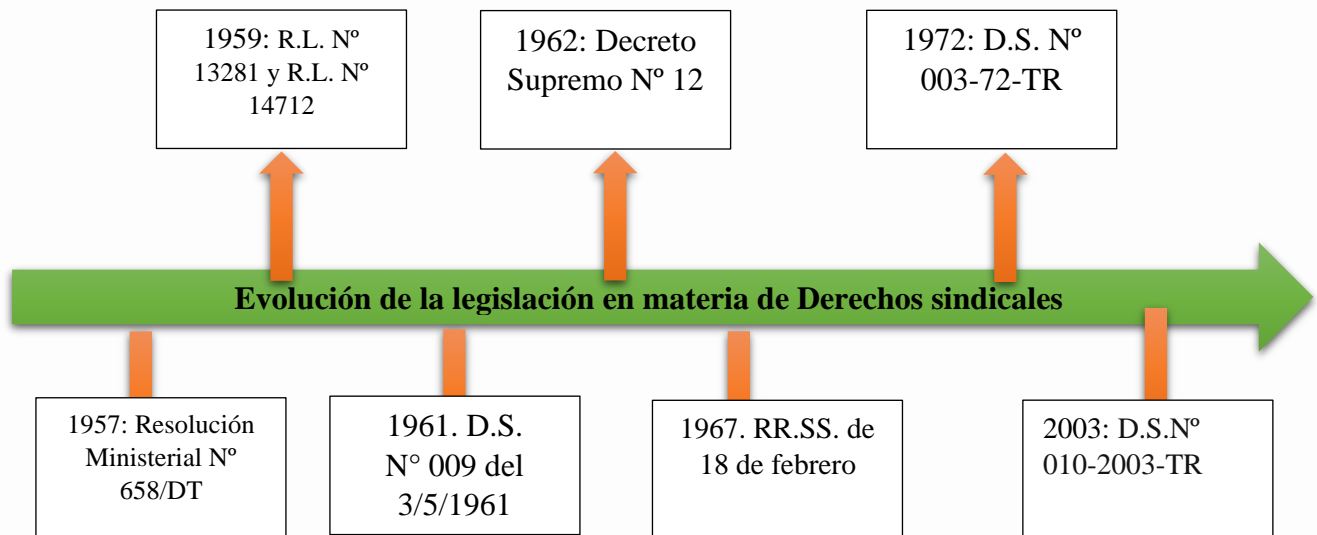 1959: R.L. Nº
13281 y R.L. Nº
14712
1962: Decreto
Supremo Nº 12
1972: D.S. Nº
003-72-TR
Evolución de la legislación en materia de Derechos sindicales
1957: Resolución
Ministerial Nº
658/DT
1961. D.S.
N° 009 del
3/5/1961
1967. RR.SS. de
18 de febrero
2003: D.S.Nº
010-2003-TR